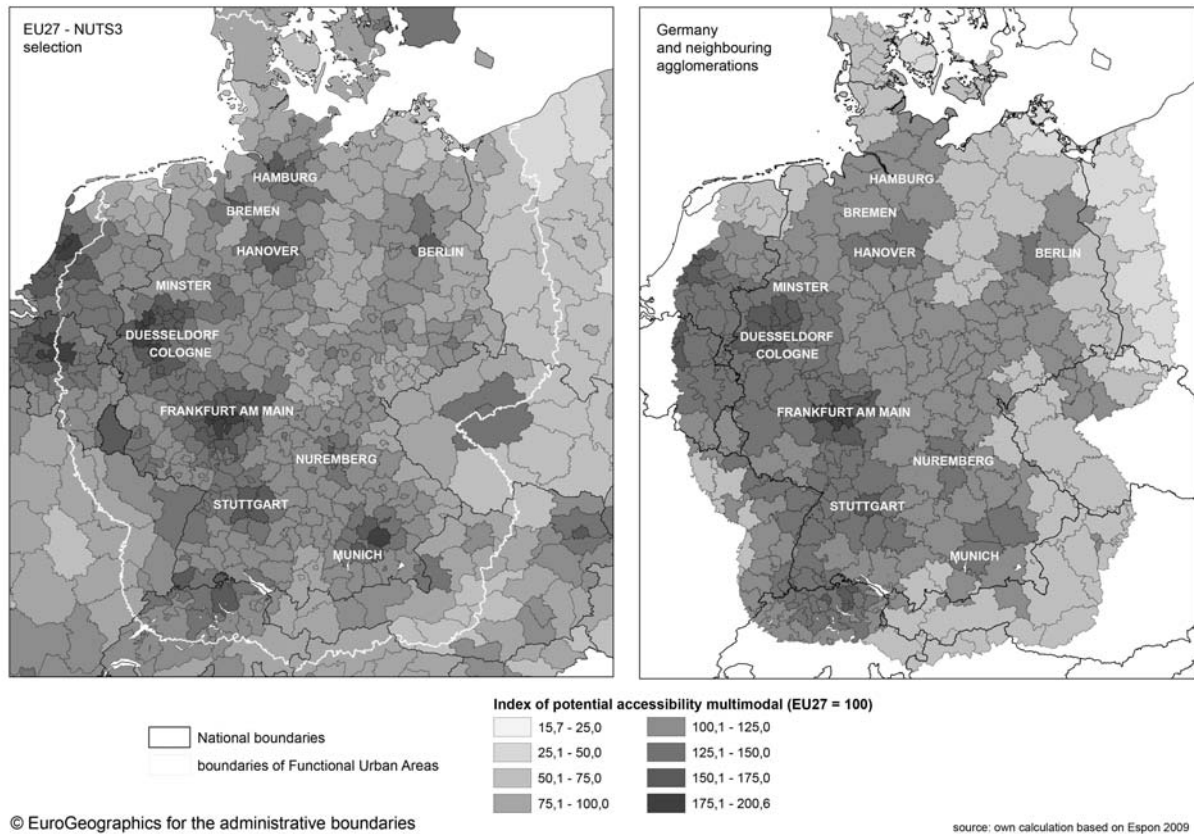 EU27 - NUTS3
selection
HAMBURG
BREMEN
HANOVER
BERLIN
MINSTER
DUESSELDORF
COLOGNE
FRANKFURT AM MAIN
NUREMBERG
STUTTGART
MUNICH
Germany
and neighbouring
agglomerations
HAMBURG
BREMEN
HANOVER
BERLIN
MINSTER
DUESSELDORF
COLOGNE
FRANKFURT AM MAIN
NUREMBERG
STUTTGART
MUNICH
Index of potential accessibility multimodal (EU27 = 100)
15,7 - 25,0
25,1 - 50,0
50,1 - 75,0
75,1 - 100,0
100,1 - 125,0
125,1 - 150,0
150,1 - 175,0
175,1 - 200,6
National boundaries
boundaries of Functional Urban Areas
© EuroGeographics for the administrative boundaries
source: own calculation based on Espon 2009